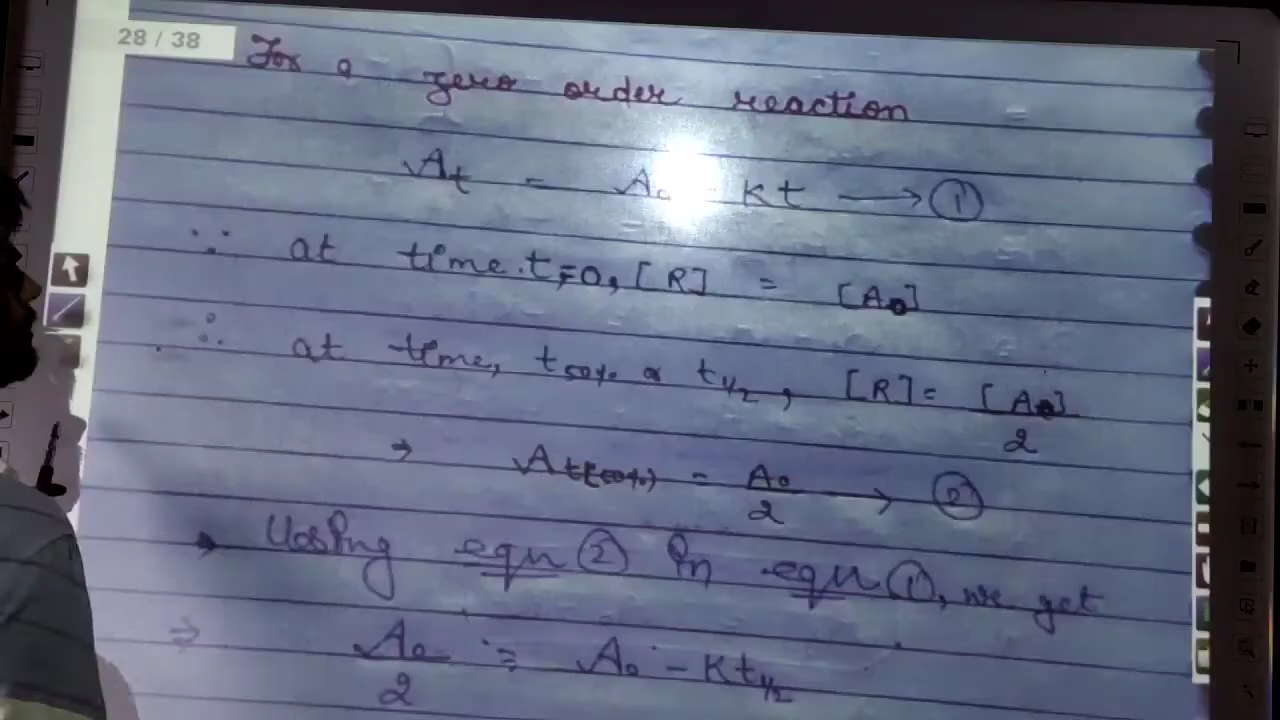 28 / 38
For a zero order reaction
At = A₀ - Kt → ①
∵ at time t=0, [R] = [A₀]
∴ at time, t50% or t1/2, [R] = [A₀]/2
⇒ At(50%) = A₀/2 → ②
→ Using equn ② in equn ①, we get
⇒ A₀/2 = A₀ - Kt1/2